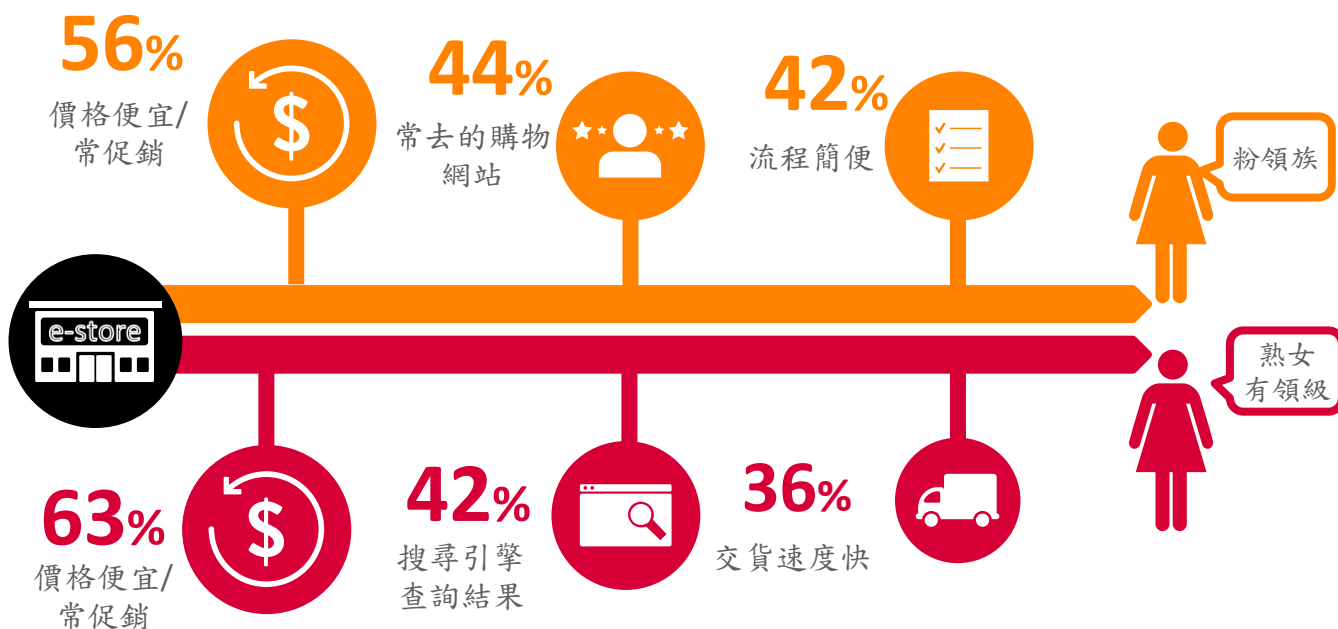 56%
價格便宜/
常促銷
44%
常去的購物
網站
42%
流程簡便
粉領族
e-store
熟女
有領級
63%
價格便宜/
常促銷
42%
搜尋引擎
查詢結果
36%
交貨速度快